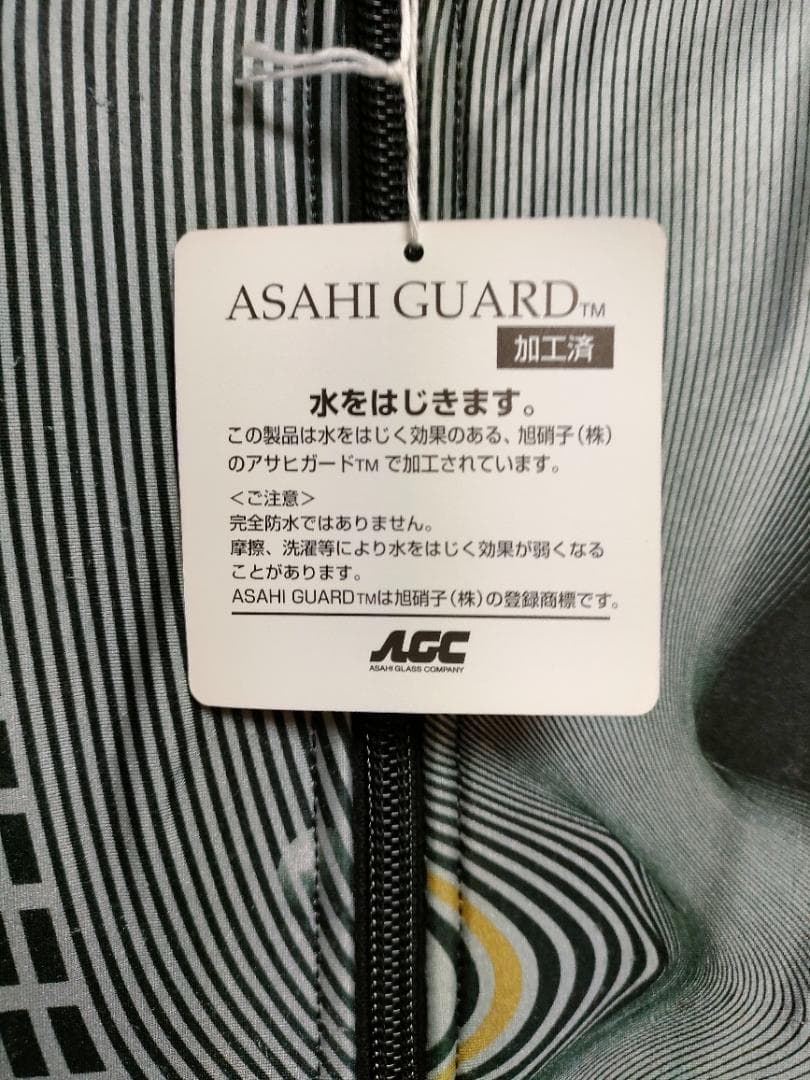 ASAHI GUARD™
加工済
水をはじきます。
この製品は水をはじく効果のある、旭硝子(株)
のアサヒガード™で加工されています。
<ご注意>
完全防水ではありません。
摩擦、洗濯等により水をはじく効果が弱くなる
ことがあります。
ASAHI GUARD™は旭硝子(株)の登録商標です。
AGC
ASAHI GLASS COMPANY